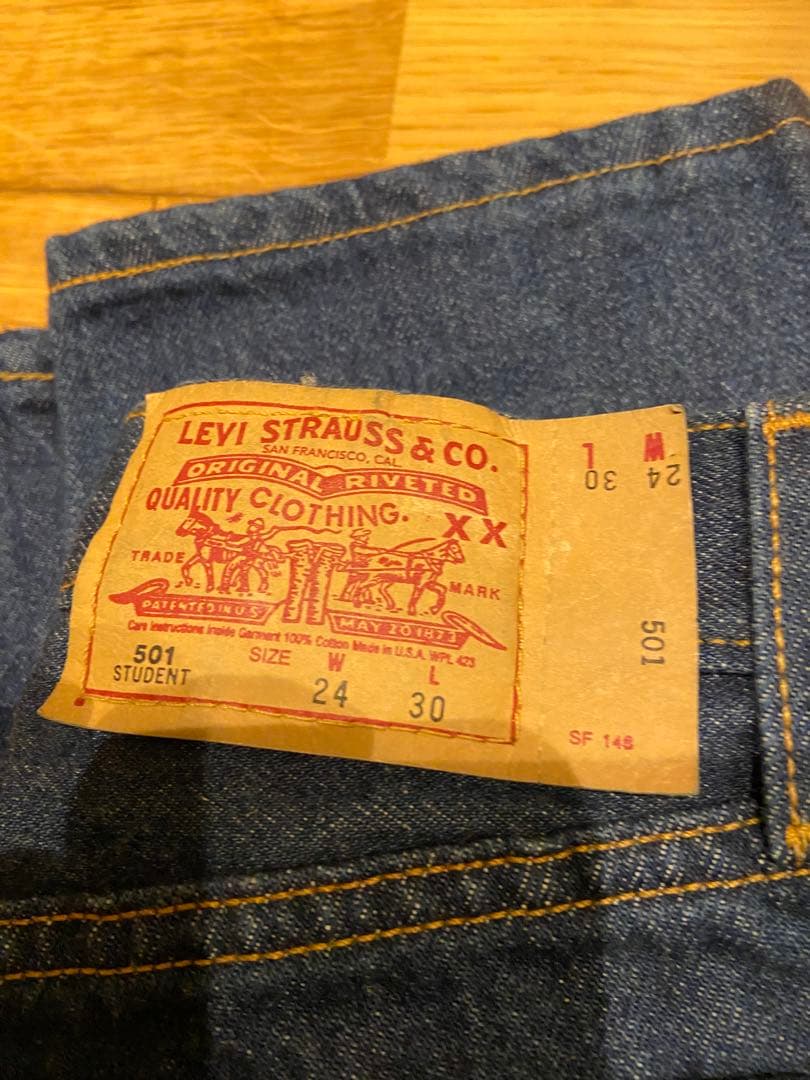 LEVI STRAUSS & CO.
SAN FRANCISCO, CAL
ORIGINAL RIVETED
QUALITY CLOTHING.
XX
TRADE MARK
PATENTED IN U.S.
MAY 20 1873
Care Instructions Inside Garment 100% Cotton Made in U.S.A. WPL 423
501 SIZE W L
STUDENT 24 30
L W
30 24
501
SF 146